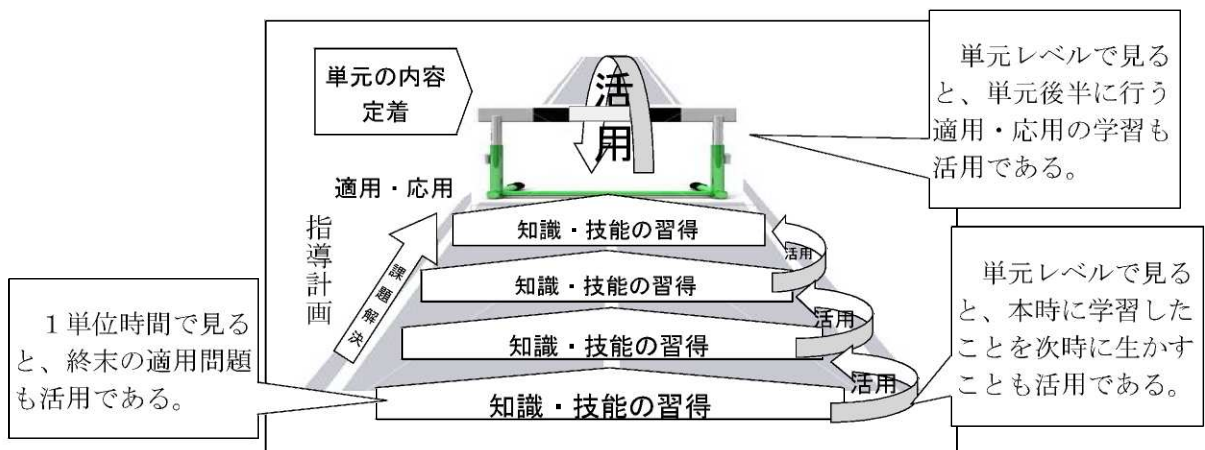 単元の内容
定着
活用
適用・応用
指導計画
課題解決
知識・技能の習得
活用
知識・技能の習得
活用
知識・技能の習得
活用
知識・技能の習得
単元レベルで見る
と、単元後半に行う
適用・応用の学習も
活用である。
単元レベルで見る
と、本時に学習した
ことを次時に生かす
ことも活用である。
1単位時間で見る
と、終末の適用問題
も活用である。